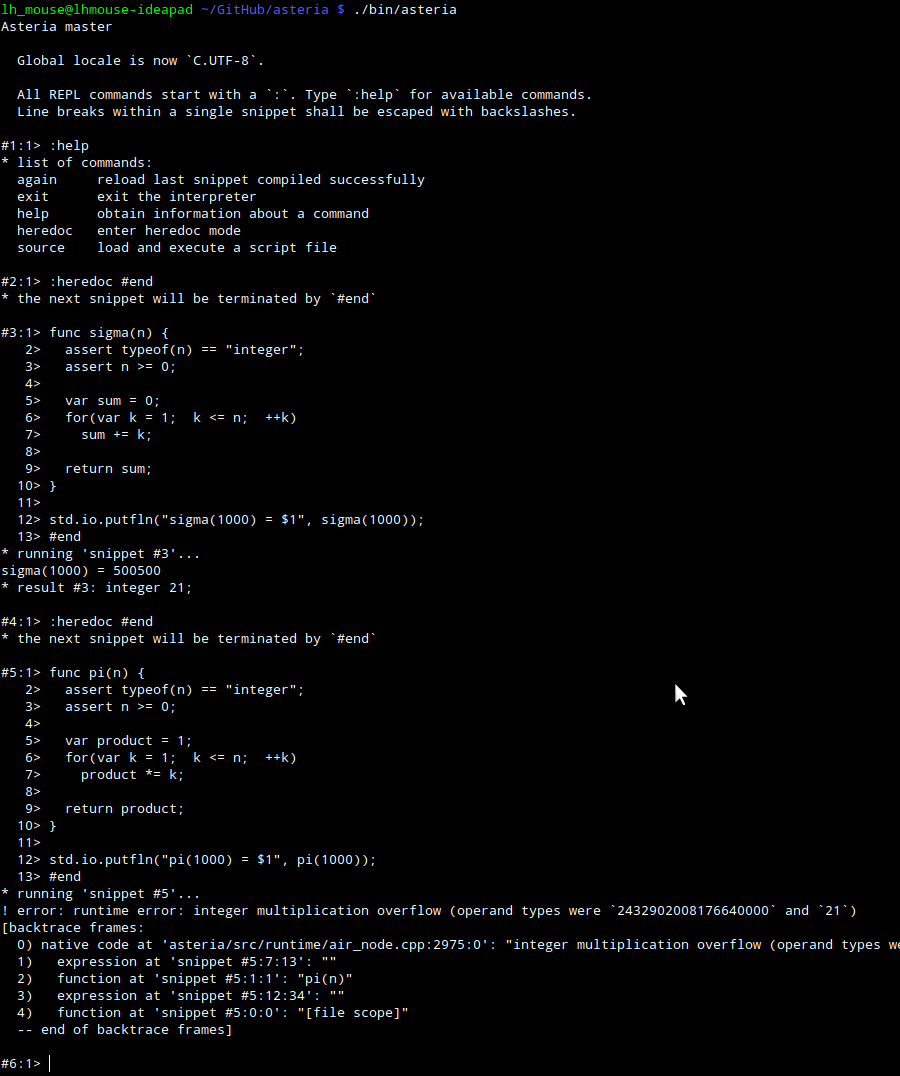 lh_mouse@lhmouse-ideapad ~/GitHub/asteria $ ./bin/asteria
Asteria master
  Global locale is now `C.UTF-8`.
  All REPL commands start with a `:`. Type `:help` for available commands.
  Line breaks within a single snippet shall be escaped with backslashes.
#1:1> :help
* list of commands:
  again     reload last snippet compiled successfully
  exit      exit the interpreter
  help      obtain information about a command
  heredoc   enter heredoc mode
  source    load and execute a script file
#2:1> :heredoc #end
* the next snippet will be terminated by `#end`
#3:1> func sigma(n) {
   2>   assert typeof(n) == "integer";
   3>   assert n >= 0;
   4>
   5>   var sum = 0;
   6>   for(var k = 1;  k <= n;  ++k)
   7>     sum += k;
   8>
   9>   return sum;
  10> }
  11>
  12> std.io.putfln("sigma(1000) = $1", sigma(1000));
  13> #end
* running 'snippet #3'...
sigma(1000) = 500500
* result #3: integer 21;
#4:1> :heredoc #end
* the next snippet will be terminated by `#end`
#5:1> func pi(n) {
   2>   assert typeof(n) == "integer";
   3>   assert n >= 0;
   4>
   5>   var product = 1;
   6>   for(var k = 1;  k <= n;  ++k)
   7>     product *= k;
   8>
   9>   return product;
  10> }
  11>
  12> std.io.putfln("pi(1000) = $1", pi(1000));
  13> #end
* running 'snippet #5'...
! error: runtime error: integer multiplication overflow (operand types were `2432902008176640000` and `21`)
[backtrace frames:
  0) native code at 'asteria/src/runtime/air_node.cpp:2975:0': "integer multiplication overflow (operand types we
  1)   expression at 'snippet #5:7:13': ""
  2)   function at 'snippet #5:1:1': "pi(n)"
  3)   expression at 'snippet #5:12:34': ""
  4)   function at 'snippet #5:0:0': "[file scope]"
  -- end of backtrace frames]
#6:1>